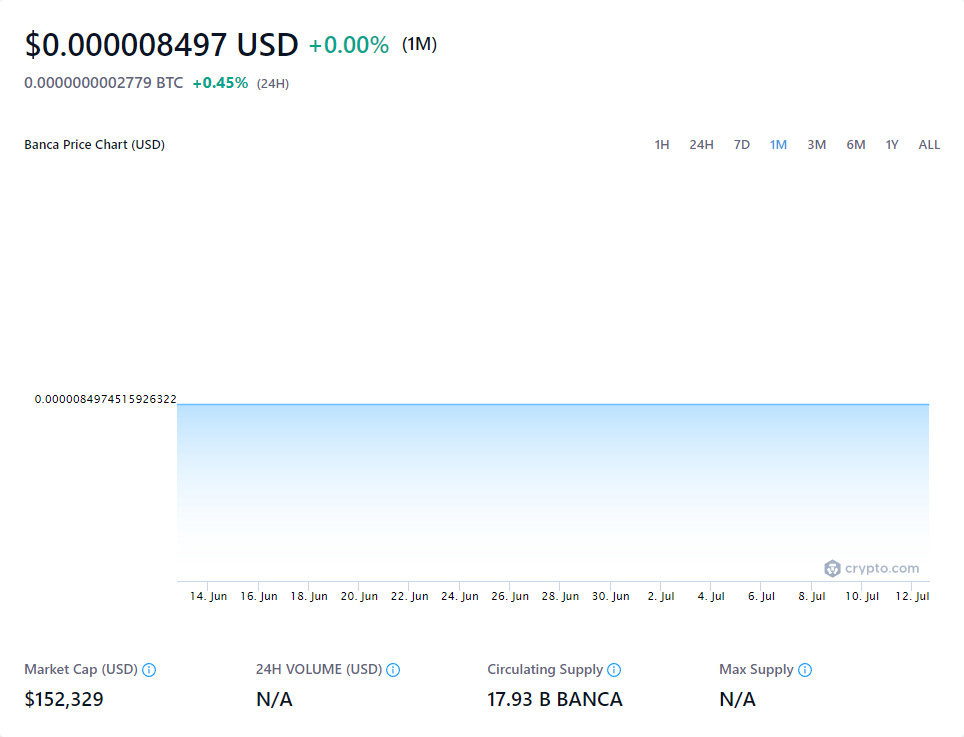 $0.000008497 USD +0.00% (1M)
0.0000000002779 BTC +0.45% (24H)
Banca Price Chart (USD) 1H 24H 7D 1M 3M 6M 1Y ALL
0.0000084974515926322
crypto.com
14. Jun 16. Jun 18. Jun 20. Jun 22. Jun 24. Jun 26. Jun 28. Jun 30. Jun 2. Jul 4. Jul 6. Jul 8. Jul 10. Jul 12. Jul
Market Cap (USD) 24H VOLUME (USD) Circulating Supply Max Supply
$152,329 N/A 17.93 B BANCA N/A